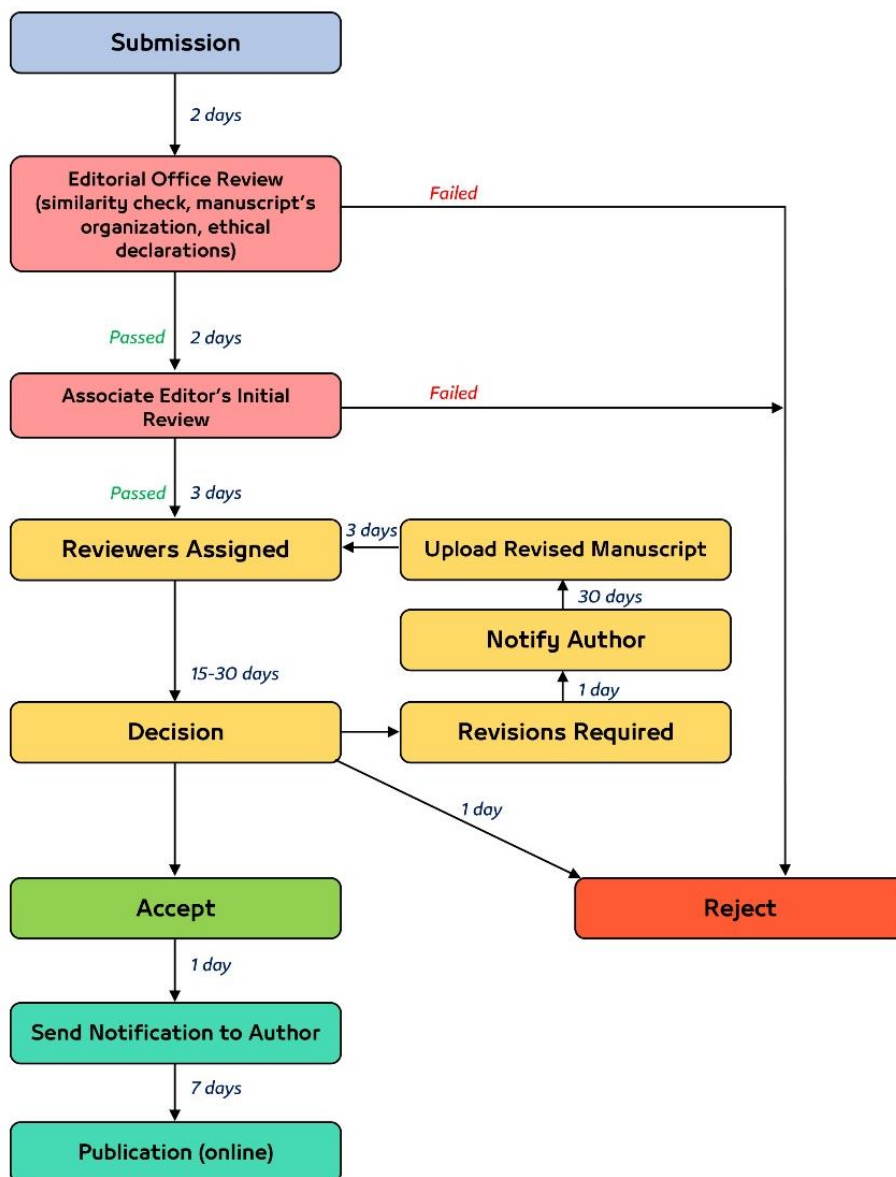 Submission
2 days
Editorial Office Review
(similarity check, manuscript's
organization, ethical
declarations)
Failed
Passed
2 days
Associate Editor's Initial
Review
Failed
Passed
3 days
Reviewers Assigned
3 days
Upload Revised Manuscript
30 days
Notify Author
15-30 days
1 day
Decision
Revisions Required
1 day
Accept
Reject
1 day
Send Notification to Author
7 days
Publication (online)